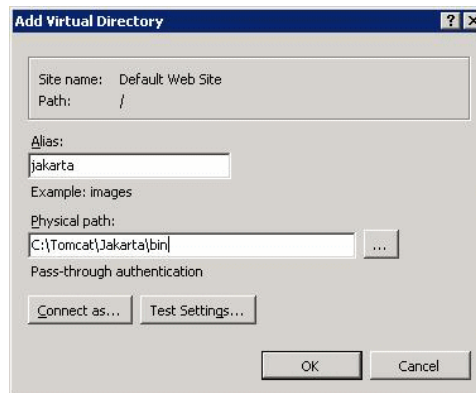 Add Virtual Directory
Site name: Default Web Site
Path: /
Alias:
jakarta
Example: images
Physical path:
C:\Tomcat\Jakarta\bin
...
Pass-through authentication
Connect as... Test Settings...
OK Cancel